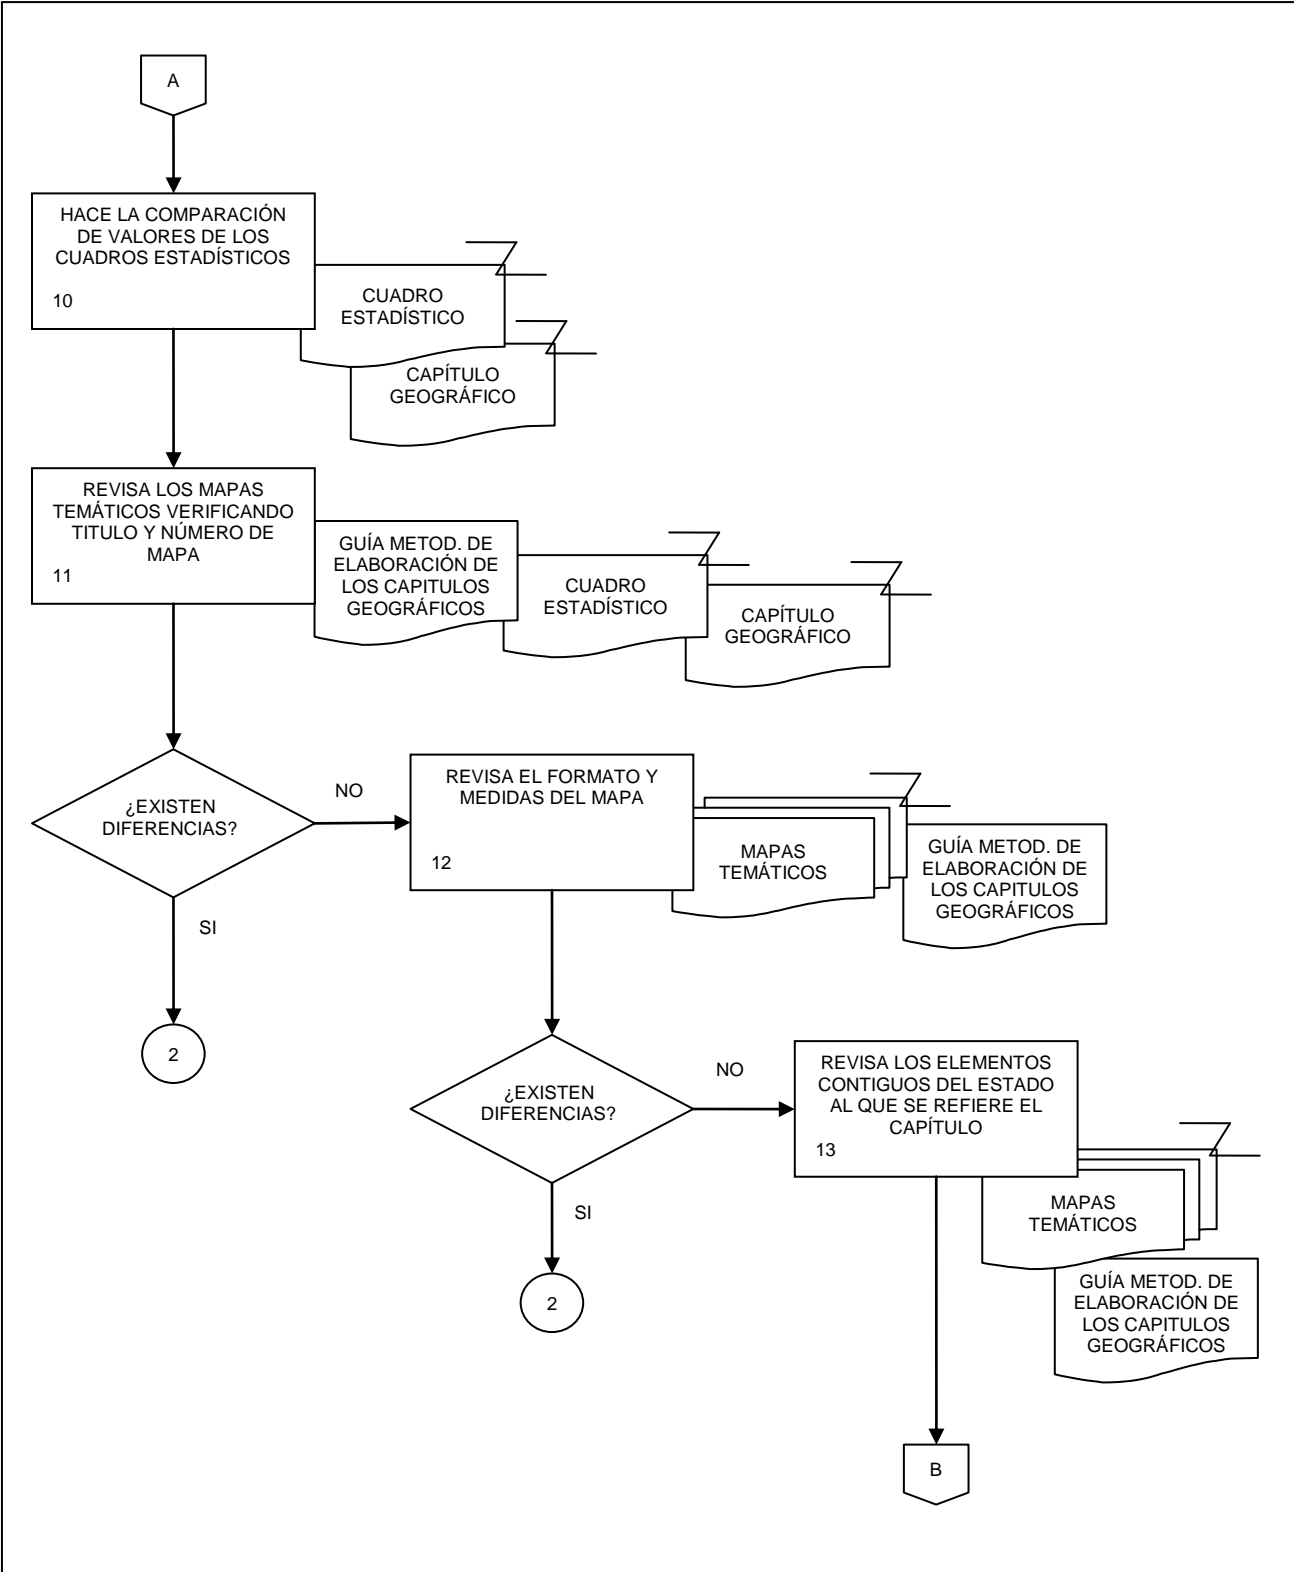 A
HACE LA COMPARACIÓN
DE VALORES DE LOS
CUADROS ESTADÍSTICOS
10
CUADRO
ESTADÍSTICO
CAPÍTULO
GEOGRÁFICO
REVISA LOS MAPAS
TEMÁTICOS VERIFICANDO
TITULO Y NÚMERO DE
MAPA
11
GUÍA METOD. DE
ELABORACIÓN DE
LOS CAPITULOS
GEOGRÁFICOS
CUADRO
ESTADÍSTICO
CAPÍTULO
GEOGRÁFICO
¿EXISTEN
DIFERENCIAS?
NO
SI
2
REVISA EL FORMATO Y
MEDIDAS DEL MAPA
12
MAPAS
TEMÁTICOS
GUÍA METOD. DE
ELABORACIÓN DE
LOS CAPITULOS
GEOGRÁFICOS
¿EXISTEN
DIFERENCIAS?
NO
SI
2
REVISA LOS ELEMENTOS
CONTIGUOS DEL ESTADO
AL QUE SE REFIERE EL
CAPÍTULO
13
MAPAS
TEMÁTICOS
GUÍA METOD. DE
ELABORACIÓN DE
LOS CAPITULOS
GEOGRÁFICOS
B